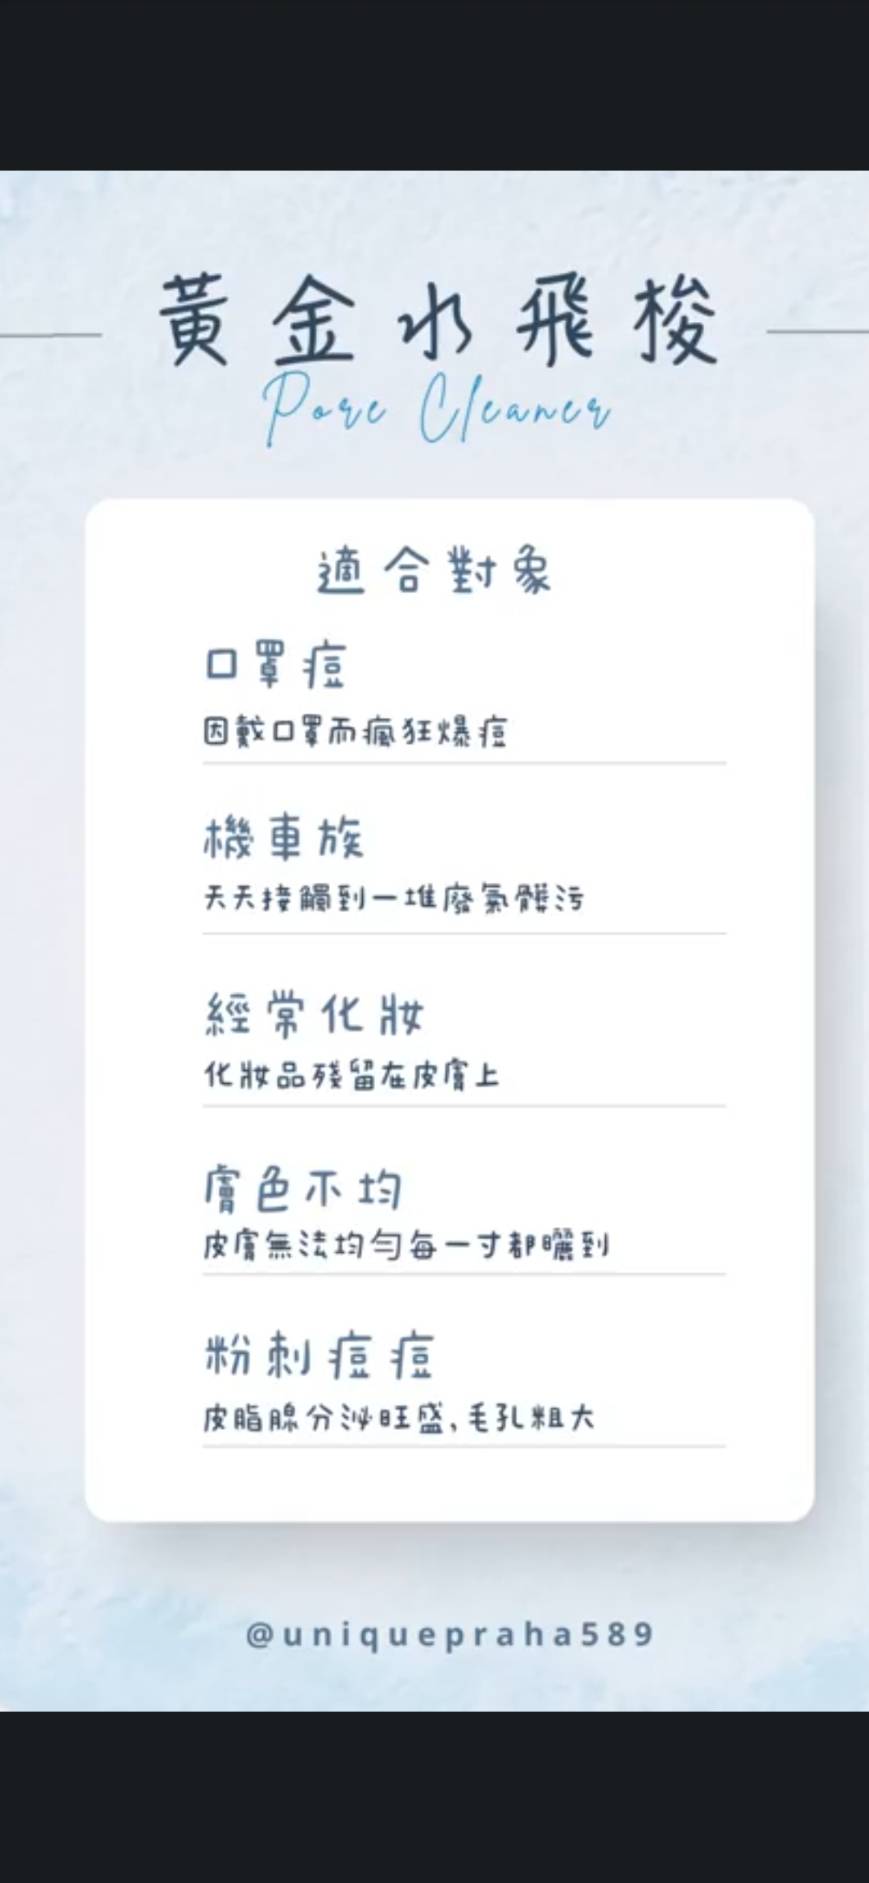 黃金水飛梭
Pore Cleaner
適合對象
口罩痘
因戴口罩而瘋狂爆痘
機車族
天天接觸到一堆廢氣髒污
經常化妝
化妝品殘留在皮膚上
膚色不均
皮膚無法均勻每一寸都曬到
粉刺痘痘
皮脂腺分泌旺盛,毛孔粗大
@uniquepraha589